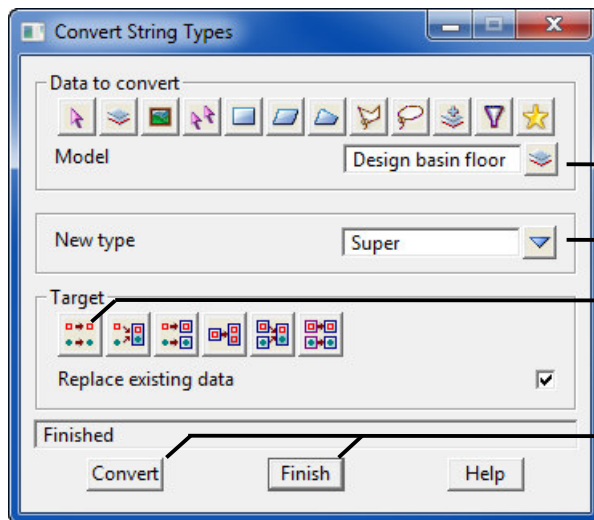 Convert String Types
Data to convert
Model Design basin floor
New type Super
Target
Replace existing data
Finished
Convert Finish Help